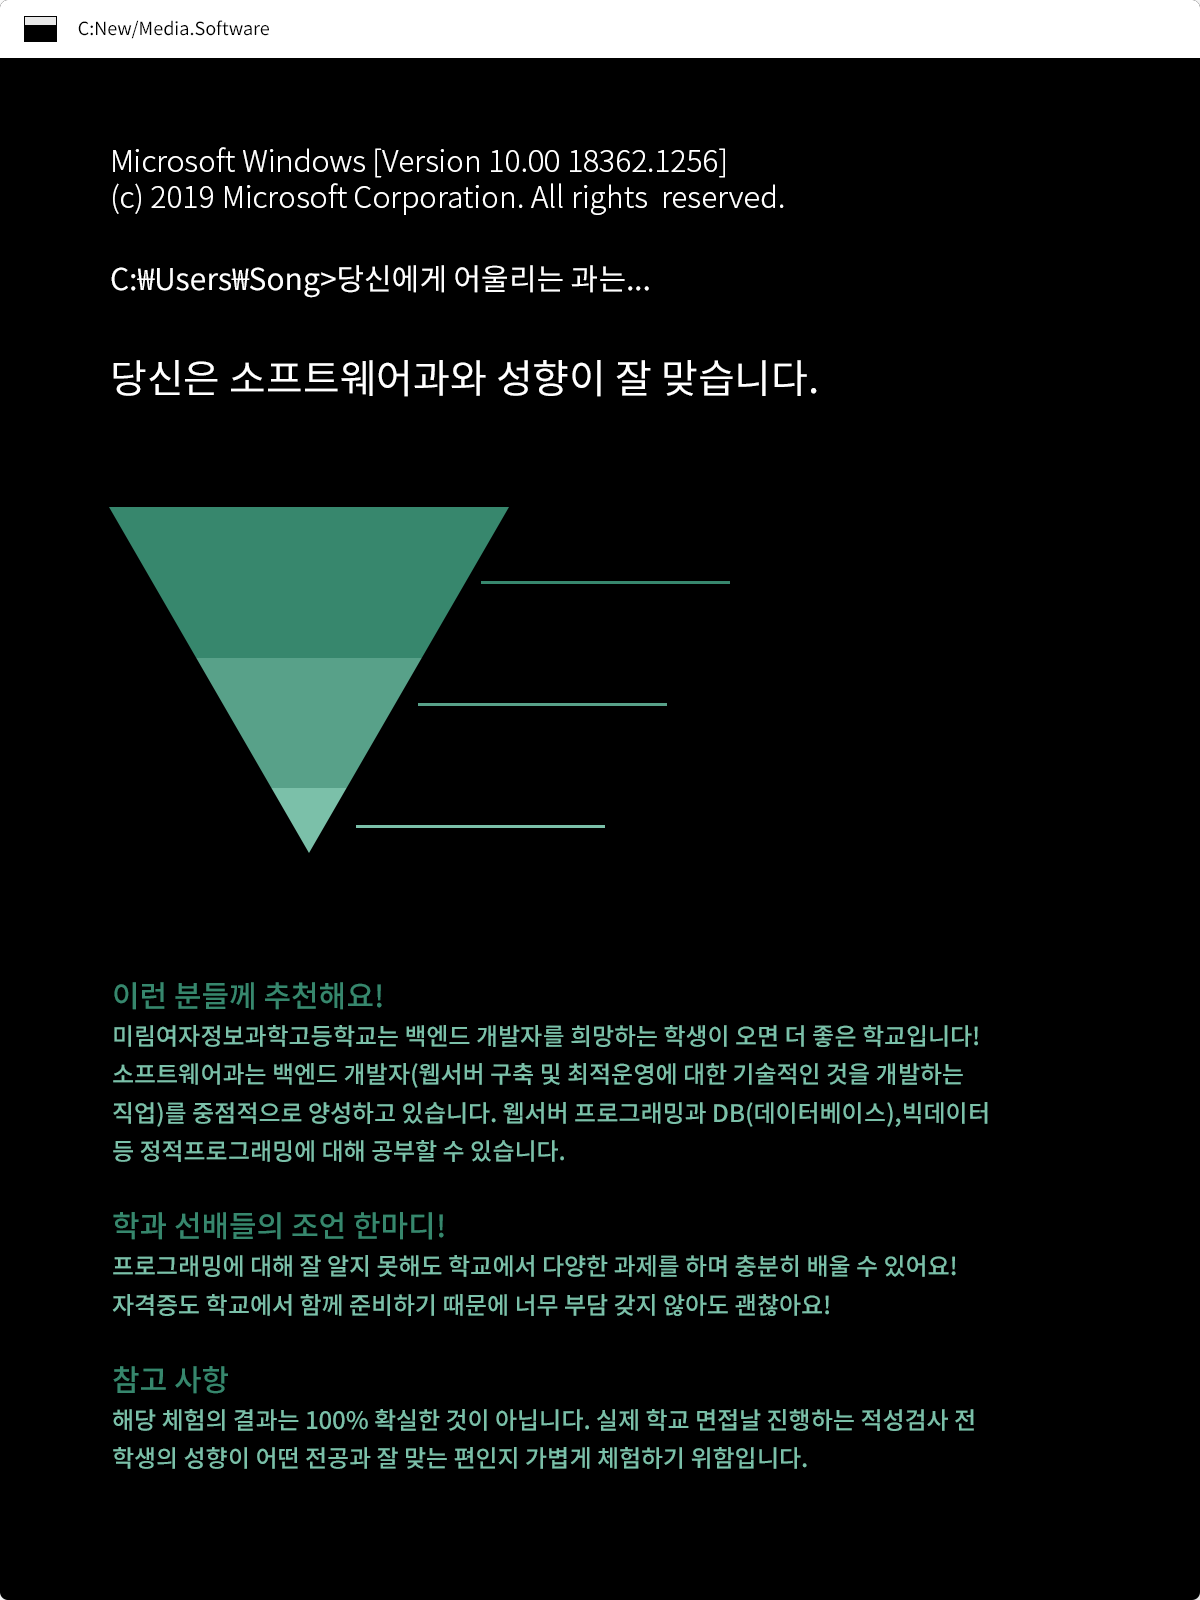 C:New/Media.Software
Microsoft Windows [Version 10.00 18362.1256]
(c) 2019 Microsoft Corporation. All rights  reserved.
C:₩Users₩Song>당신에게 어울리는 과는...
당신은 소프트웨어과와 성향이 잘 맞습니다.
이런 분들께 추천해요!
미림여자정보과학고등학교는 백엔드 개발자를 희망하는 학생이 오면 더 좋은 학교입니다!
소프트웨어과는 백엔드 개발자(웹서버 구축 및 최적운영에 대한 기술적인 것을 개발하는
직업)를 중점적으로 양성하고 있습니다. 웹서버 프로그래밍과 DB(데이터베이스),빅데이터
등 정적프로그래밍에 대해 공부할 수 있습니다.
학과 선배들의 조언 한마디!
프로그래밍에 대해 잘 알지 못해도 학교에서 다양한 과제를 하며 충분히 배울 수 있어요!
자격증도 학교에서 함께 준비하기 때문에 너무 부담 갖지 않아도 괜찮아요!
참고 사항
해당 체험의 결과는 100% 확실한 것이 아닙니다. 실제 학교 면접날 진행하는 적성검사 전
학생의 성향이 어떤 전공과 잘 맞는 편인지 가볍게 체험하기 위함입니다.